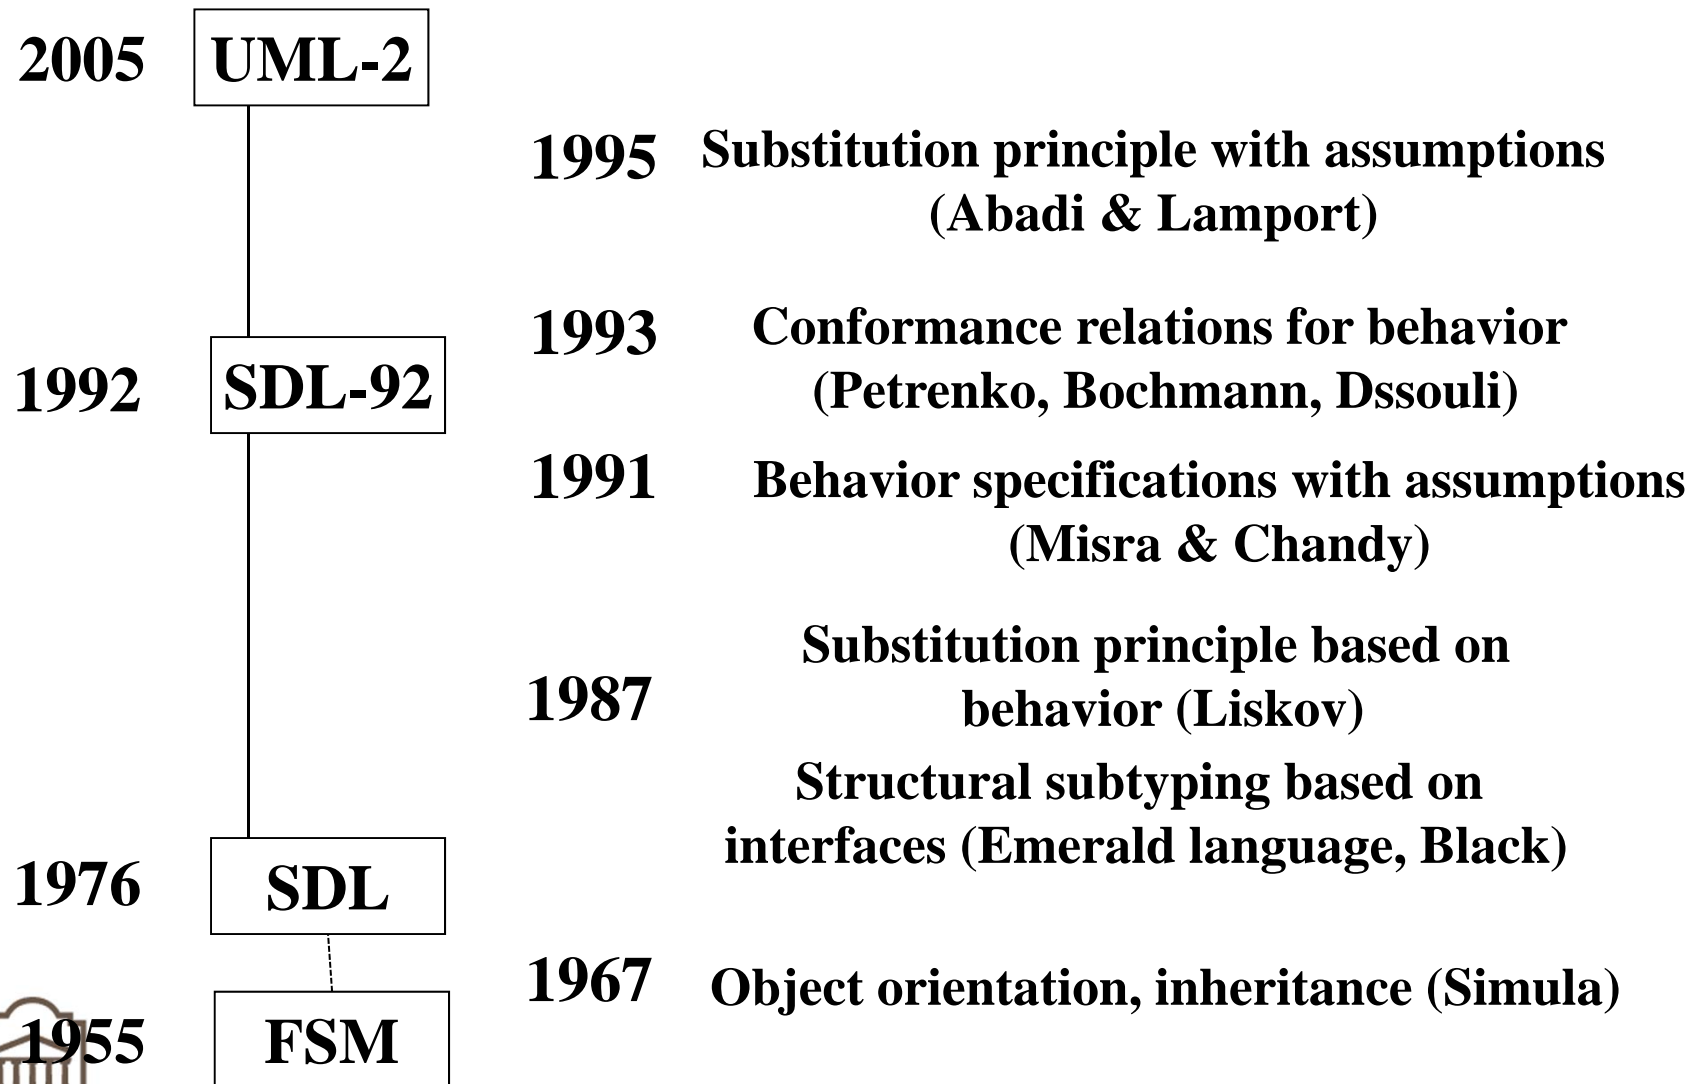 2005 UML-2
1995 Substitution principle with assumptions
(Abadi & Lamport)
1993 Conformance relations for behavior
(Petrenko, Bochmann, Dssouli)
1992 SDL-92
1991 Behavior specifications with assumptions
(Misra & Chandy)
Substitution principle based on
1987 behavior (Liskov)
Structural subtyping based on
interfaces (Emerald language, Black)
1976 SDL
1967 Object orientation, inheritance (Simula)
1955 FSM